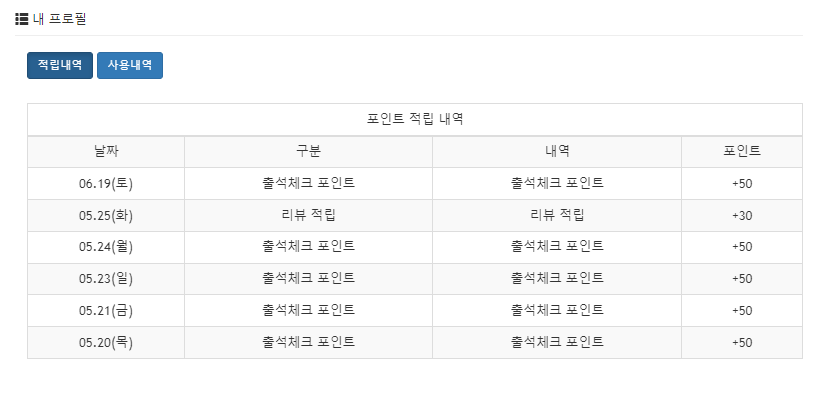 내 프로필
적립내역 사용내역
포인트 적립 내역
날짜 구분 내역 포인트
06.19(토) 출석체크 포인트 출석체크 포인트 +50
05.25(화) 리뷰 적립 리뷰 적립 +30
05.24(월) 출석체크 포인트 출석체크 포인트 +50
05.23(일) 출석체크 포인트 출석체크 포인트 +50
05.21(금) 출석체크 포인트 출석체크 포인트 +50
05.20(목) 출석체크 포인트 출석체크 포인트 +50